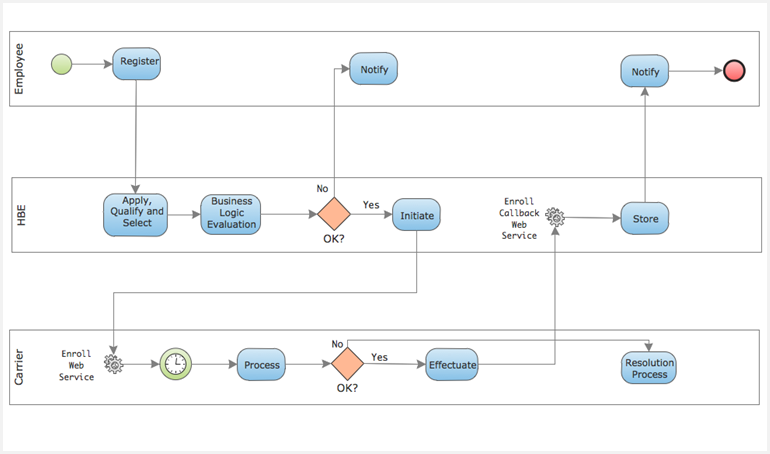 Employee
Register
Notify
Notify
HBE
Apply,
Qualify and
Select
Business
Logic
Evaluation
No
OK?
Yes
Initiate
Enroll
Callback
Web
Service
Store
Carrier
Enroll
Web
Service
Process
No
OK?
Yes
Effectuate
Resolution
Process